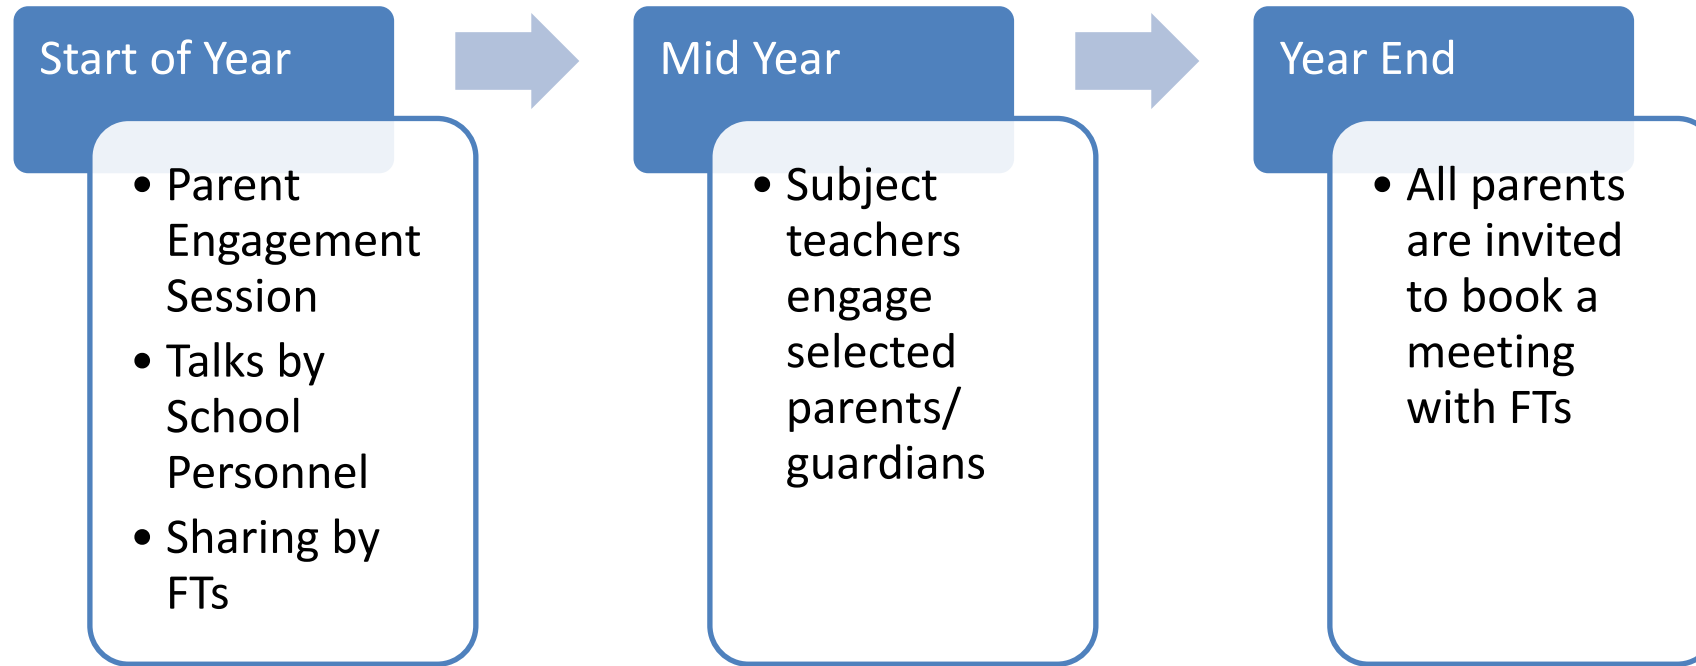 Start of Year
• Parent
Engagement
Session
• Talks by
School
Personnel
• Sharing by
FTs
Mid Year
• Subject
teachers
engage
selected
parents/
guardians
Year End
• All parents
are invited
to book a
meeting
with FTs